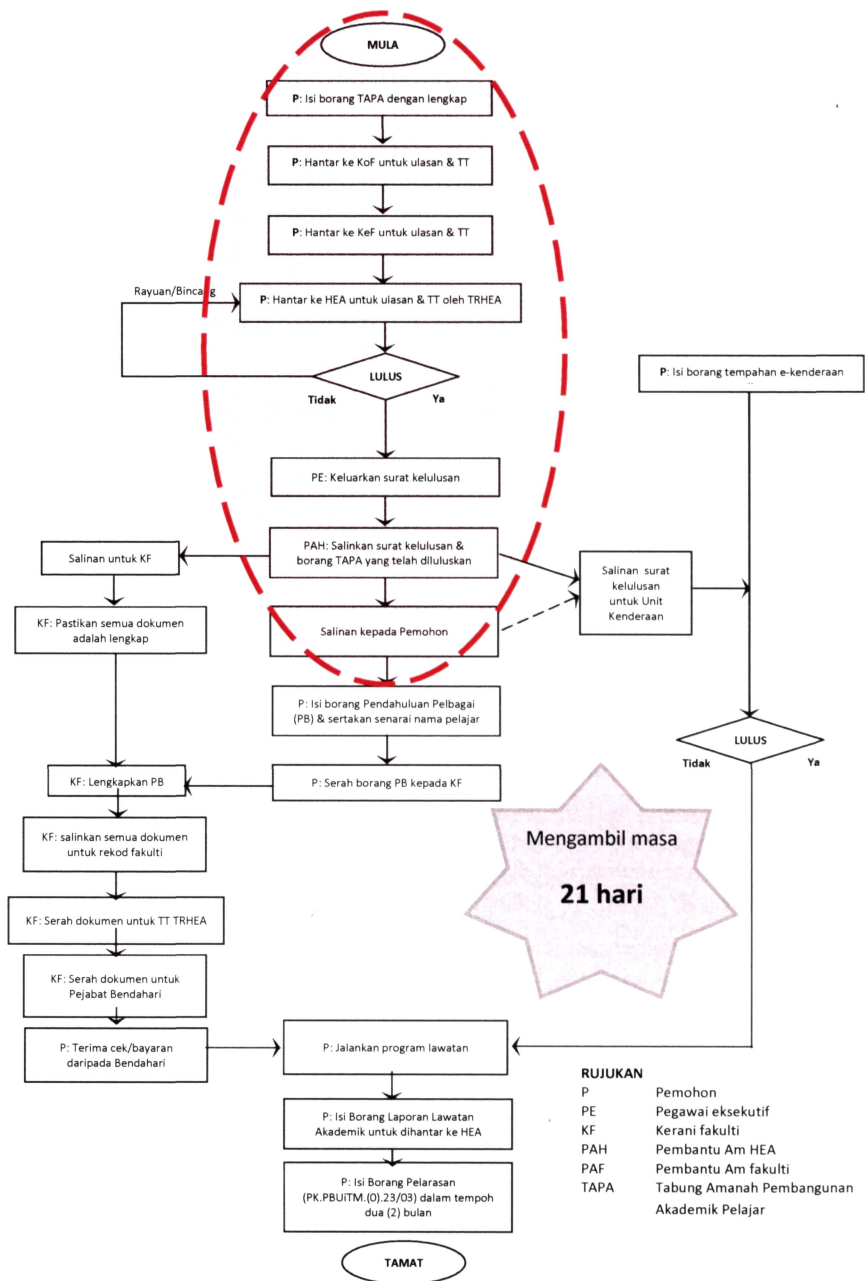 MULA
P: Isi borang TAPA dengan lengkap
P: Hantar ke KoF untuk ulasan & TT
P: Hantar ke KeF untuk ulasan & TT
Rayuan/Bincang
P: Hantar ke HEA untuk ulasan & TT oleh TRHEA
LULUS
Tidak
Ya
P: Isi borang tempahan e-kenderaan
PE: Keluarkan surat kelulusan
PAH: Salinkan surat kelulusan &
borang TAPA yang telah diluluskan
Salinan untuk KF
Salinan surat
kelulusan
untuk Unit
Kenderaan
KF: Pastikan semua dokumen
adalah lengkap
Salinan kepada Pemohon
P: Isi borang Pendahuluan Pelbagai
(PB) & sertakan senarai nama pelajar
LULUS
Tidak
Ya
KF: Lengkapkan PB
P: Serah borang PB kepada KF
KF: salinkan semua dokumen
untuk rekod fakulti
Mengambil masa
21 hari
KF: Serah dokumen untuk TT TRHEA
KF: Serah dokumen untuk
Pejabat Bendahari
P: Terima cek/bayaran
daripada Bendahari
P: Jalankan program lawatan
P: Isi Borang Laporan Lawatan
Akademik untuk dihantar ke HEA
P: Isi Borang Pelarasan
(PK.PBUiTM.(0).23/03) dalam tempoh
dua (2) bulan
TAMAT
RUJUKAN
P Pemohon
PE Pegawai eksekutif
KF Kerani fakulti
PAH Pembantu Am HEA
PAF Pembantu Am fakulti
TAPA Tabung Amanah Pembangunan
Akademik Pelajar